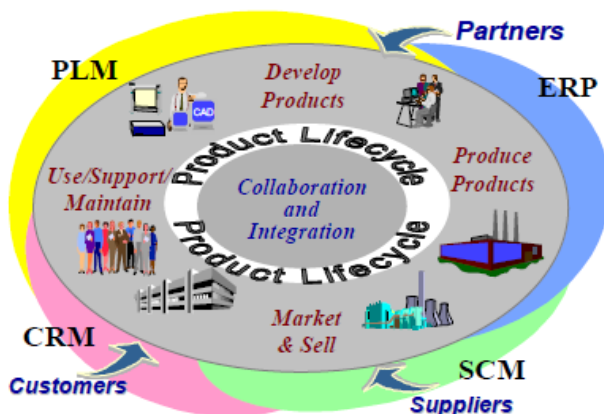 Partners
PLM
Develop
Products
ERP
CAD
Product Lifecycle
Use/Support/
Maintain
Collaboration
and
Integration
Produce
Products
Product Lifecycle
Market
& Sell
CRM
SCM
Customers
Suppliers